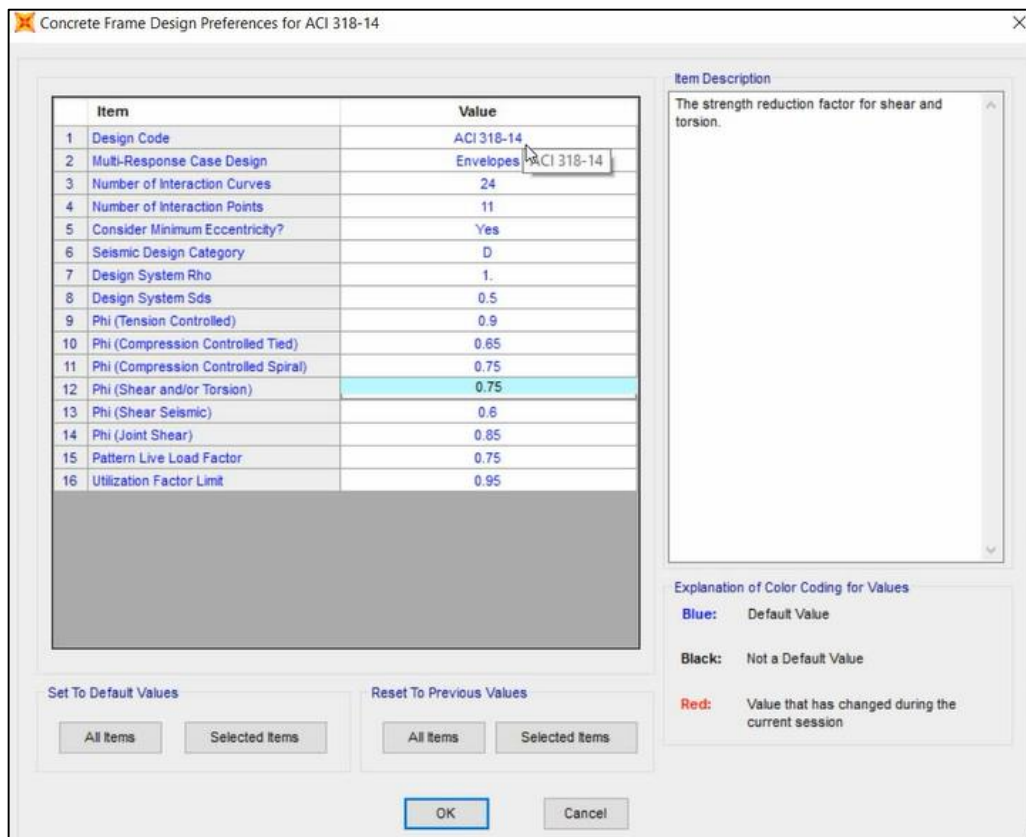 Concrete Frame Design Preferences for ACI 318-14
Item Value
1 Design Code ACI 318-14
2 Multi-Response Case Design Envelopes ACI 318-14
3 Number of Interaction Curves 24
4 Number of Interaction Points 11
5 Consider Minimum Eccentricity? Yes
6 Seismic Design Category D
7 Design System Rho 1.
8 Design System Sds 0.5
9 Phi (Tension Controlled) 0.9
10 Phi (Compression Controlled Tied) 0.65
11 Phi (Compression Controlled Spiral) 0.75
12 Phi (Shear and/or Torsion) 0.75
13 Phi (Shear Seismic) 0.6
14 Phi (Joint Shear) 0.85
15 Pattern Live Load Factor 0.75
16 Utilization Factor Limit 0.95
Item Description
The strength reduction factor for shear and
torsion.
Explanation of Color Coding for Values
Blue: Default Value
Black: Not a Default Value
Red: Value that has changed during the
current session
Set To Default Values
All Items Selected Items
Reset To Previous Values
All Items Selected Items
OK Cancel